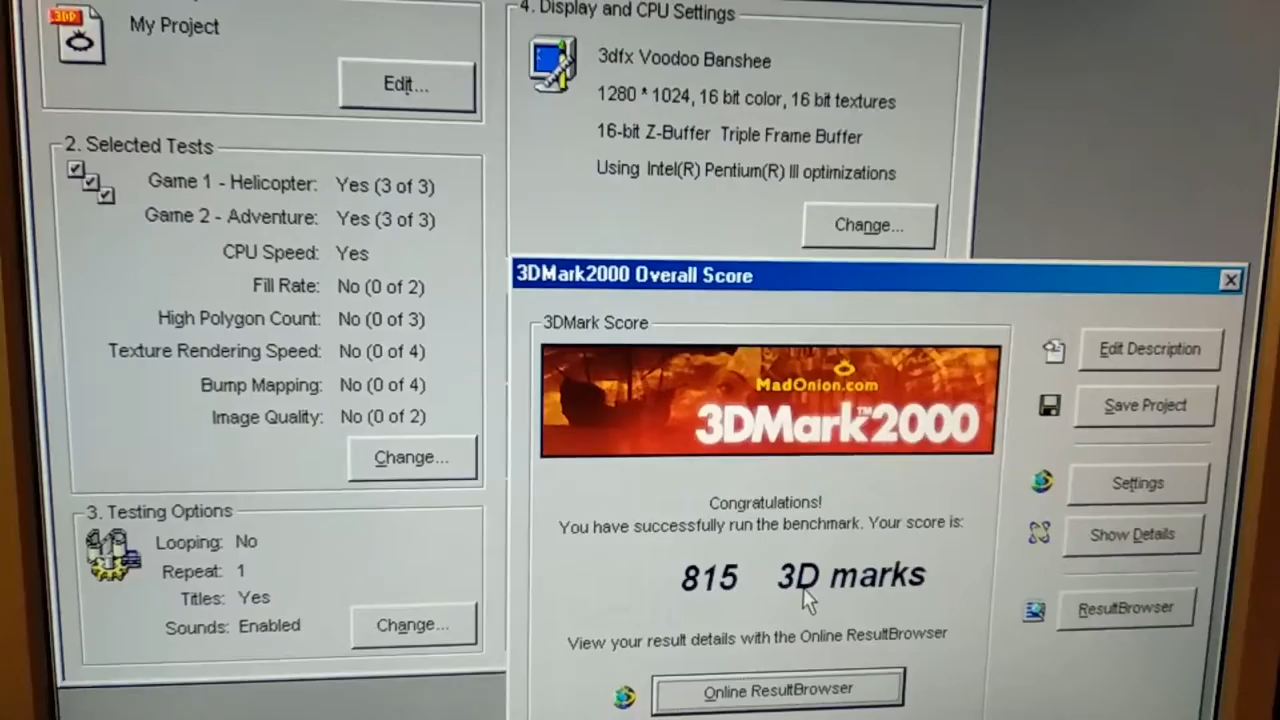 3DP
My Project
Edit...
2. Selected Tests
Game 1 - Helicopter: Yes (3 of 3)
Game 2 - Adventure: Yes (3 of 3)
CPU Speed: Yes
Fill Rate: No (0 of 2)
High Polygon Count: No (0 of 3)
Texture Rendering Speed: No (0 of 4)
Bump Mapping: No (0 of 4)
Image Quality: No (0 of 2)
Change...
3. Testing Options
Looping: No
Repeat: 1
Titles: Yes
Sounds: Enabled
Change...
4. Display and CPU Settings
3dfx Voodoo Banshee
1280 * 1024, 16 bit color, 16 bit textures
16-bit Z-Buffer Triple Frame Buffer
Using Intel(R) Pentium(R) III optimizations
Change...
3DMark2000 Overall Score
3DMark Score
MadOnion.com
3DMark™2000
Congratulations!
You have successfully run the benchmark. Your score is:
815 3D marks
View your result details with the Online ResultBrowser
Online ResultBrowser
Edit Description
Save Project
Settings
Show Details
ResultBrowser